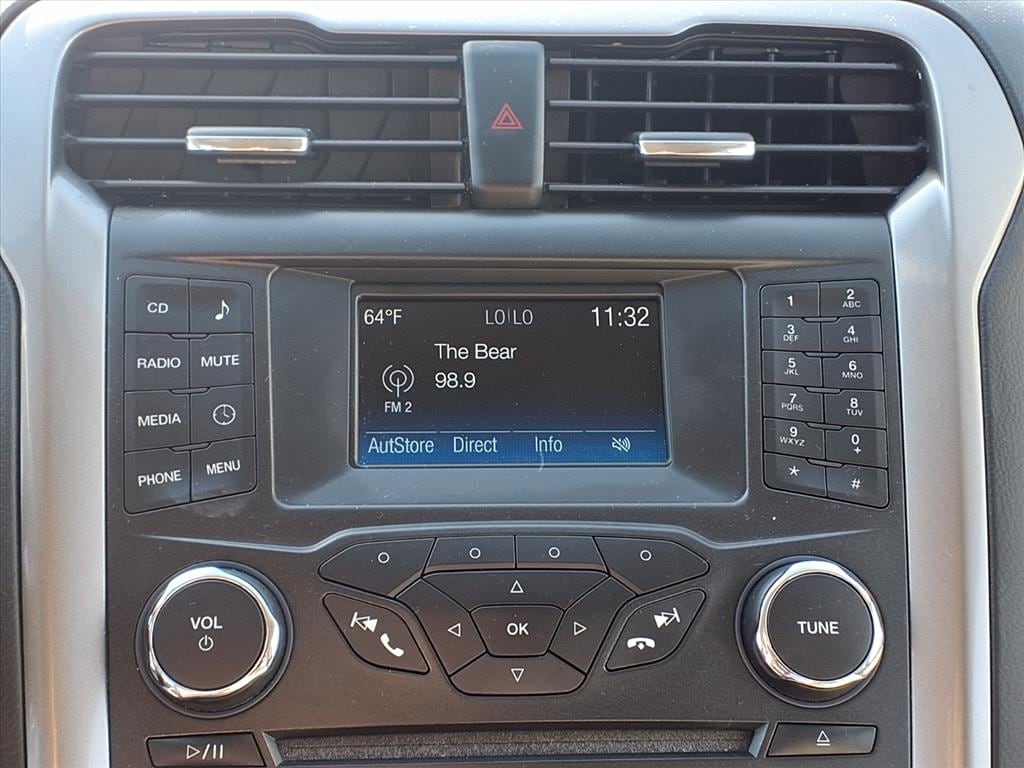 64°F LO LO 11:32
The Bear
98.9
FM 2
AutStore Direct Info
CD
RADIO MUTE
MEDIA
PHONE MENU
1 2 ABC
3 DEF 4 GHI
5 JKL 6 MNO
7 PQRS 8 TUV
9 WXYZ 0 +
* #
VOL
OK
TUNE